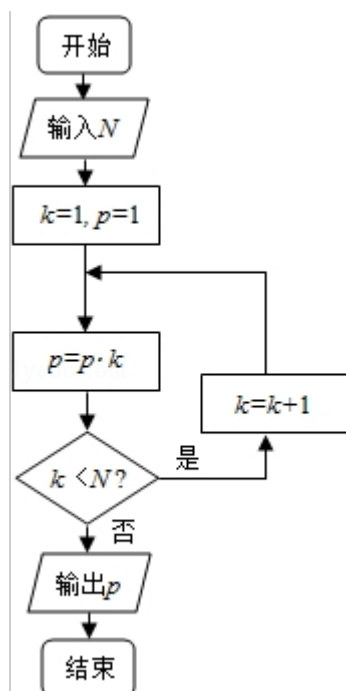 开始
输入N
k=1, p=1
p=p· k
k=k+1
k <N?
是
否
输出p
结束